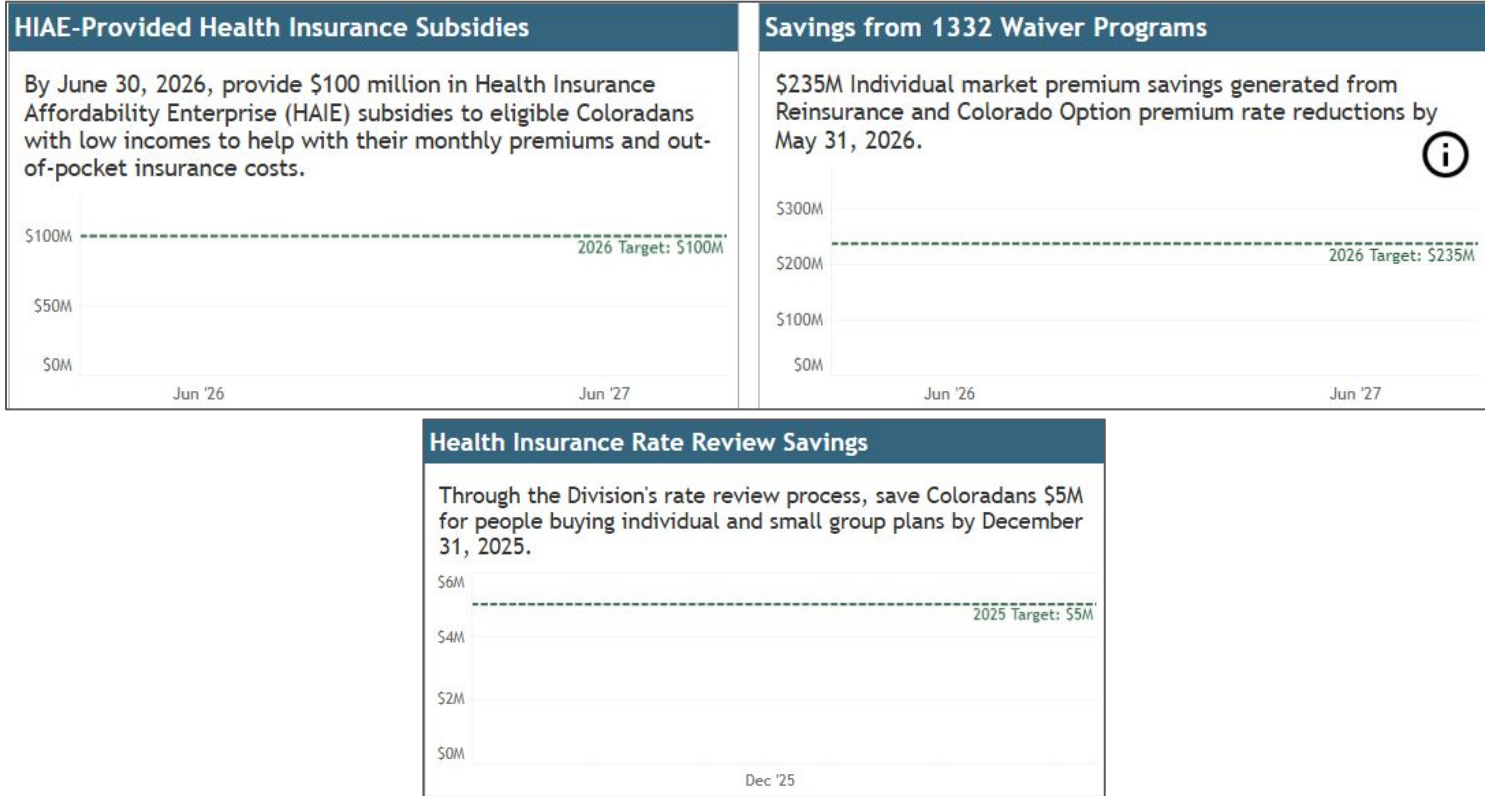 HIAE-Provided Health Insurance Subsidies
By June 30, 2026, provide $100 million in Health Insurance
Affordability Enterprise (HAIE) subsidies to eligible Coloradans
with low incomes to help with their monthly premiums and out-
of-pocket insurance costs.
$100M
2026 Target: $100M
$50M
$0M
Jun '26
Jun '27
Savings from 1332 Waiver Programs
$235M Individual market premium savings generated from
Reinsurance and Colorado Option premium rate reductions by
May 31, 2026.
i
$300M
2026 Target: $235M
$200M
$100M
$0M
Jun '26
Jun '27
Health Insurance Rate Review Savings
Through the Division's rate review process, save Coloradans $5M
for people buying individual and small group plans by December
31, 2025.
$6M
2025 Target: $5M
$4M
$2M
$0M
Dec '25